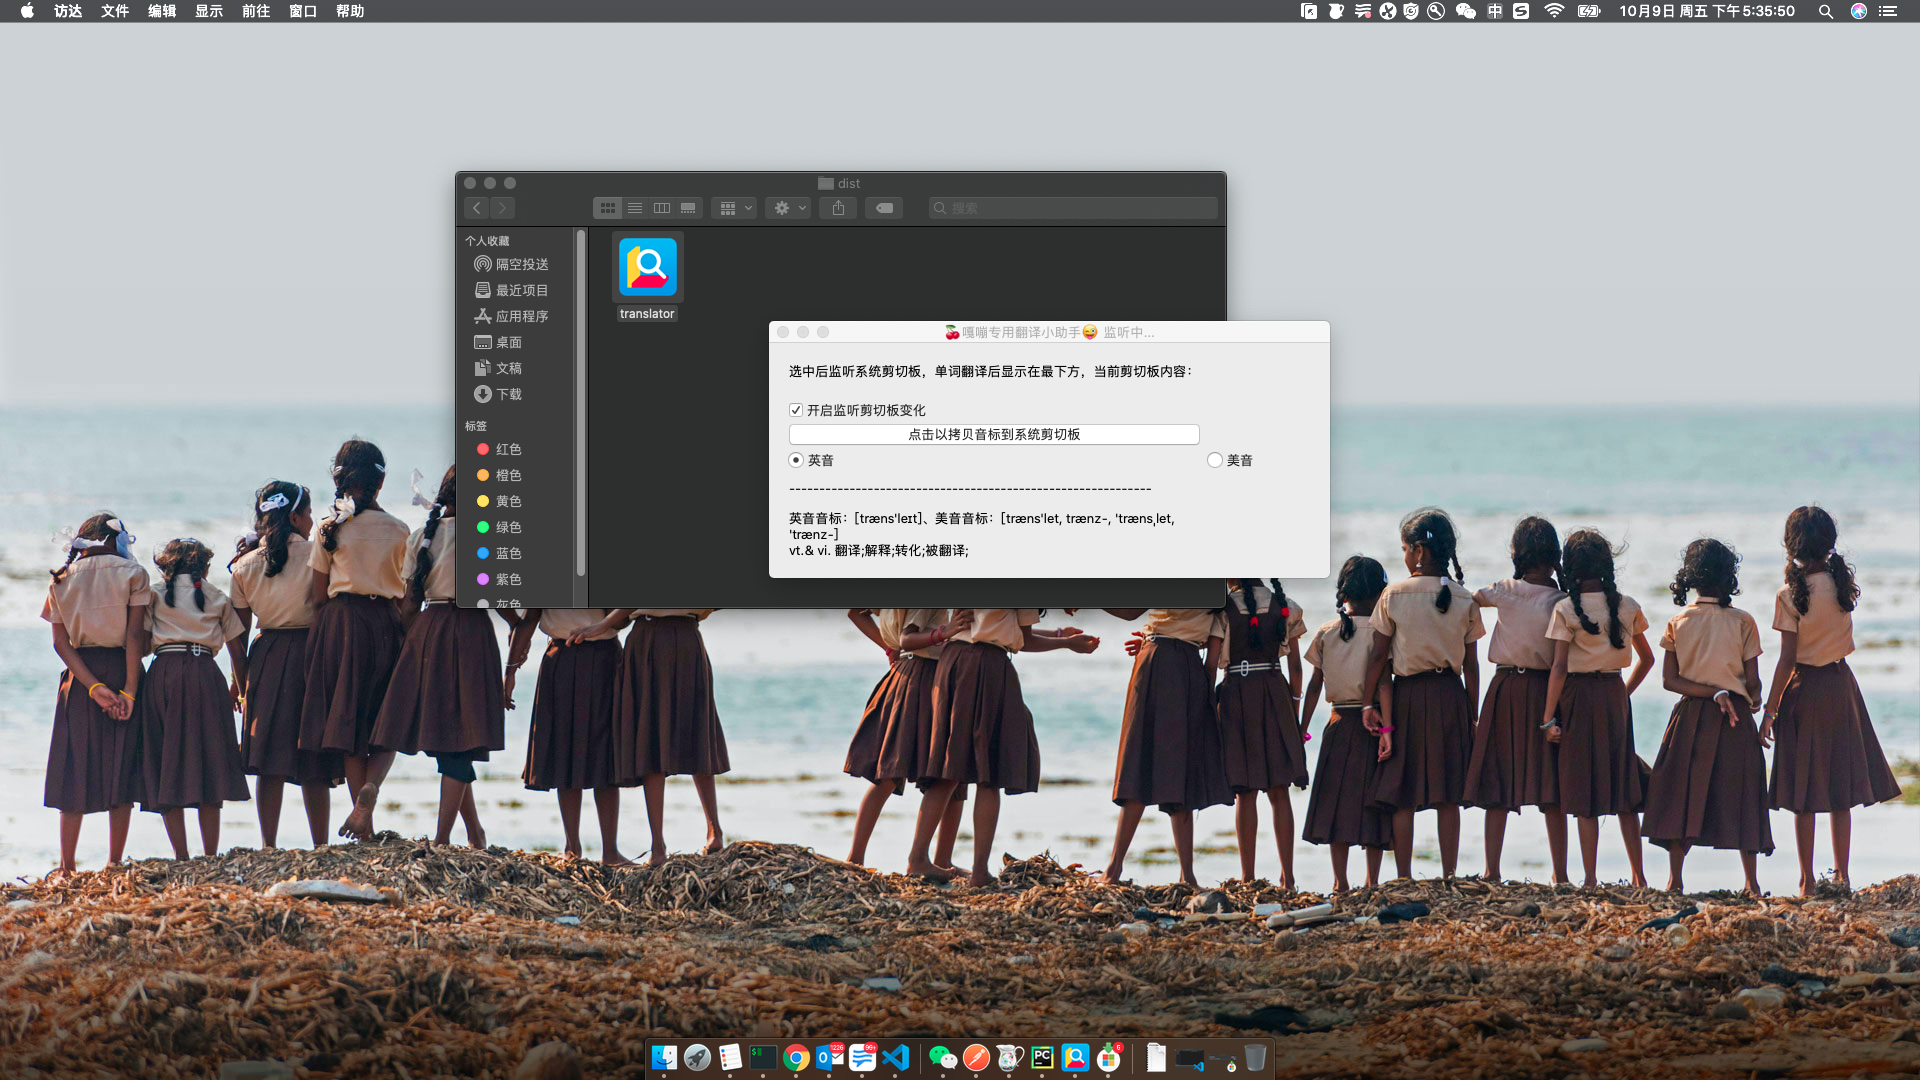 访达 文件 编辑 显示 前往 窗口 帮助
中 10月9日 周五 下午5:35:50
dist
搜索
个人收藏
隔空投送
最近项目
应用程序
桌面
文稿
下载
标签
红色
橙色
黄色
绿色
蓝色
紫色
灰色
translator
🍒嘎嘣专用翻译小助手😜 监听中...
选中后监听系统剪切板，单词翻译后显示在最下方，当前剪切板内容：
开启监听剪切板变化
点击以拷贝音标到系统剪切板
英音
美音
------------------------------------------------------------
英音音标：[træns'leɪt]、美音音标：[træns'let, trænz-, 'trænsˌlet,
'trænz-]
vt.& vi. 翻译;解释;转化;被翻译;
PC